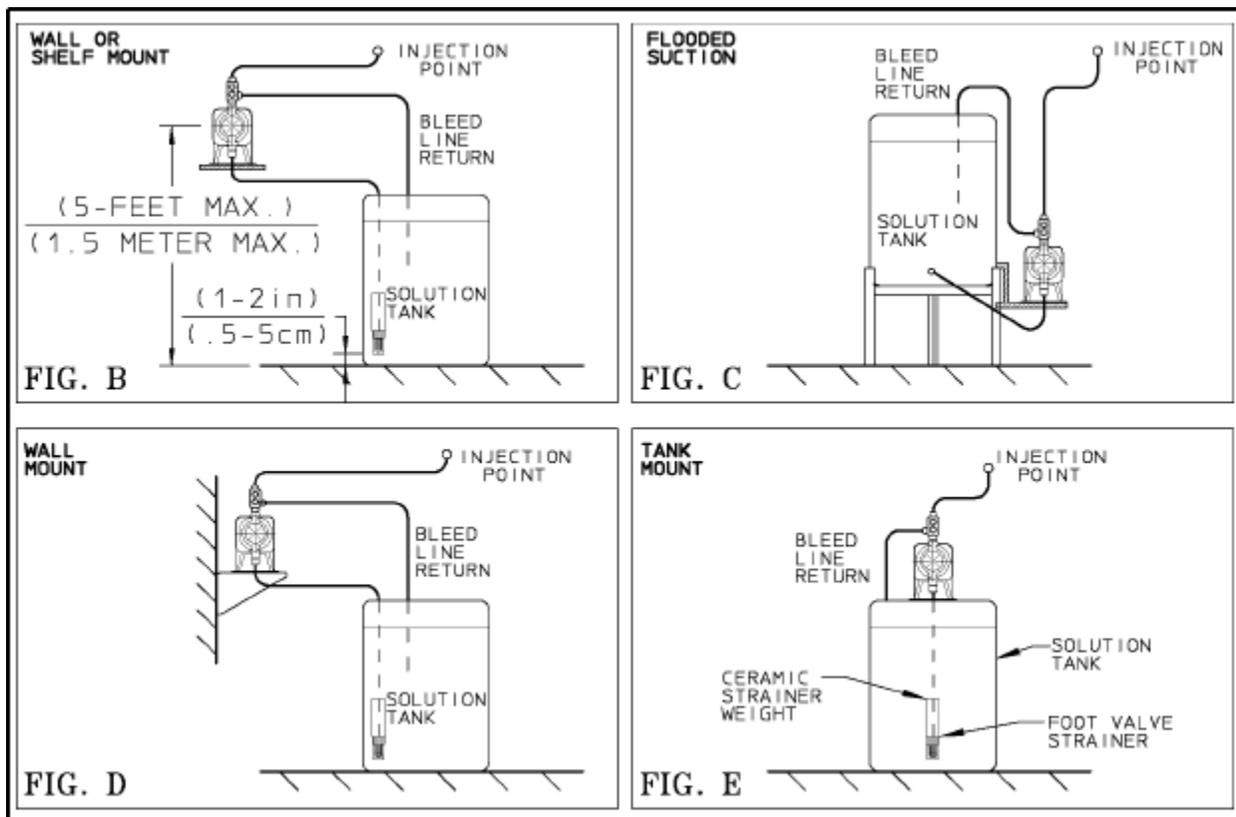 WALL OR
SHELF MOUNT
INJECTION
POINT
BLEED
LINE
RETURN
(5-FEET MAX.)
(1.5 METER MAX.)
(1-2in)
(.5-5cm)
SOLUTION
TANK
FIG. B
FLOODED
SUCTION
BLEED
LINE
RETURN
INJECTION
POINT
SOLUTION
TANK
FIG. C
WALL
MOUNT
INJECTION
POINT
BLEED
LINE
RETURN
SOLUTION
TANK
FIG. D
TANK
MOUNT
INJECTION
POINT
BLEED
LINE
RETURN
SOLUTION
TANK
CERAMIC
STRAINER
WEIGHT
FOOT VALVE
STRAINER
FIG. E